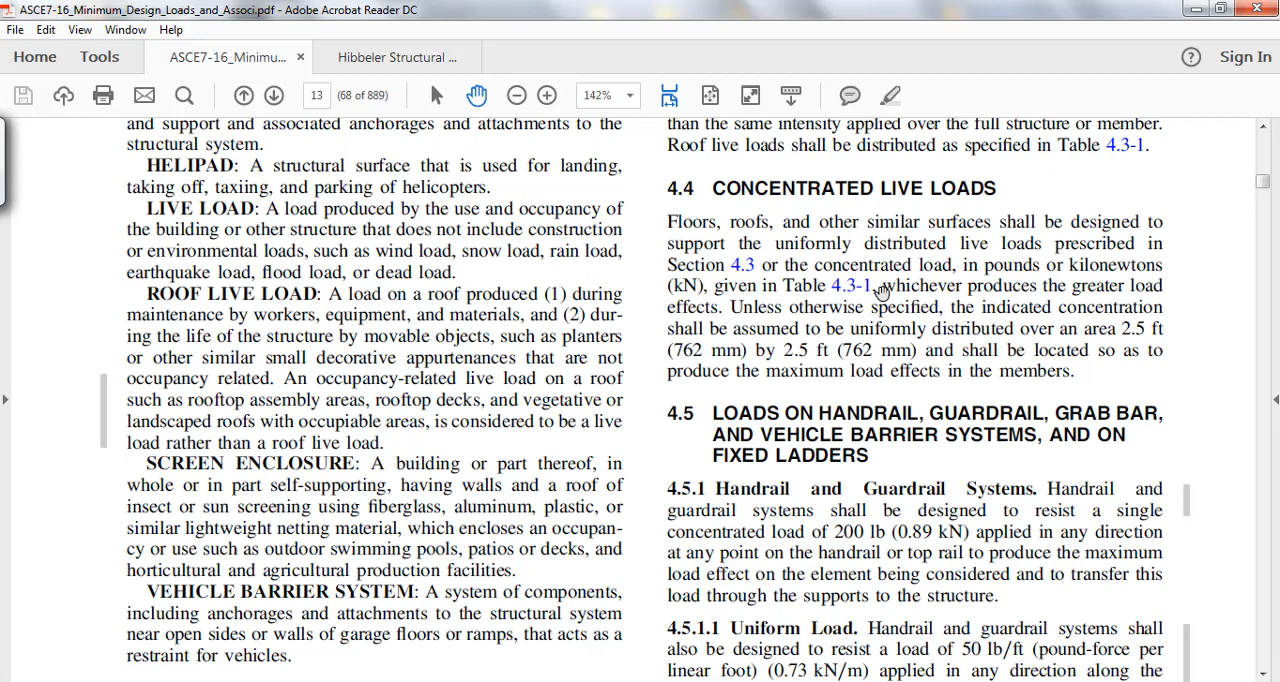 ASCE7-16_Minimum_Design_Loads_and_Associ.pdf - Adobe Acrobat Reader DC
File Edit View Window Help
Home Tools ASCE7-16_Minimu... × Hibbeler Structural ... ? Sign In
13 (68 of 889) 142%
and support and associated anchorages and attachments to the
structural system.
HELIPAD: A structural surface that is used for landing,
taking off, taxiing, and parking of helicopters.
LIVE LOAD: A load produced by the use and occupancy of
the building or other structure that does not include construction
or environmental loads, such as wind load, snow load, rain load,
earthquake load, flood load, or dead load.
ROOF LIVE LOAD: A load on a roof produced (1) during
maintenance by workers, equipment, and materials, and (2) dur-
ing the life of the structure by movable objects, such as planters
or other similar small decorative appurtenances that are not
occupancy related. An occupancy-related live load on a roof
such as rooftop assembly areas, rooftop decks, and vegetative or
landscaped roofs with occupiable areas, is considered to be a live
load rather than a roof live load.
SCREEN ENCLOSURE: A building or part thereof, in
whole or in part self-supporting, having walls and a roof of
insect or sun screening using fiberglass, aluminum, plastic, or
similar lightweight netting material, which encloses an occupan-
cy or use such as outdoor swimming pools, patios or decks, and
horticultural and agricultural production facilities.
VEHICLE BARRIER SYSTEM: A system of components,
including anchorages and attachments to the structural system
near open sides or walls of garage floors or ramps, that acts as a
restraint for vehicles.
than the same intensity applied over the full structure or member.
Roof live loads shall be distributed as specified in Table 4.3-1.
4.4 CONCENTRATED LIVE LOADS
Floors, roofs, and other similar surfaces shall be designed to
support the uniformly distributed live loads prescribed in
Section 4.3 or the concentrated load, in pounds or kilonewtons
(kN), given in Table 4.3-1, whichever produces the greater load
effects. Unless otherwise specified, the indicated concentration
shall be assumed to be uniformly distributed over an area 2.5 ft
(762 mm) by 2.5 ft (762 mm) and shall be located so as to
produce the maximum load effects in the members.
4.5 LOADS ON HANDRAIL, GUARDRAIL, GRAB BAR,
AND VEHICLE BARRIER SYSTEMS, AND ON
FIXED LADDERS
4.5.1 Handrail and Guardrail Systems. Handrail and
guardrail systems shall be designed to resist a single
concentrated load of 200 lb (0.89 kN) applied in any direction
at any point on the handrail or top rail to produce the maximum
load effect on the element being considered and to transfer this
load through the supports to the structure.
4.5.1.1 Uniform Load. Handrail and guardrail systems shall
also be designed to resist a load of 50 lb/ft (pound-force per
linear foot) (0.73 kN/m) applied in any direction along the